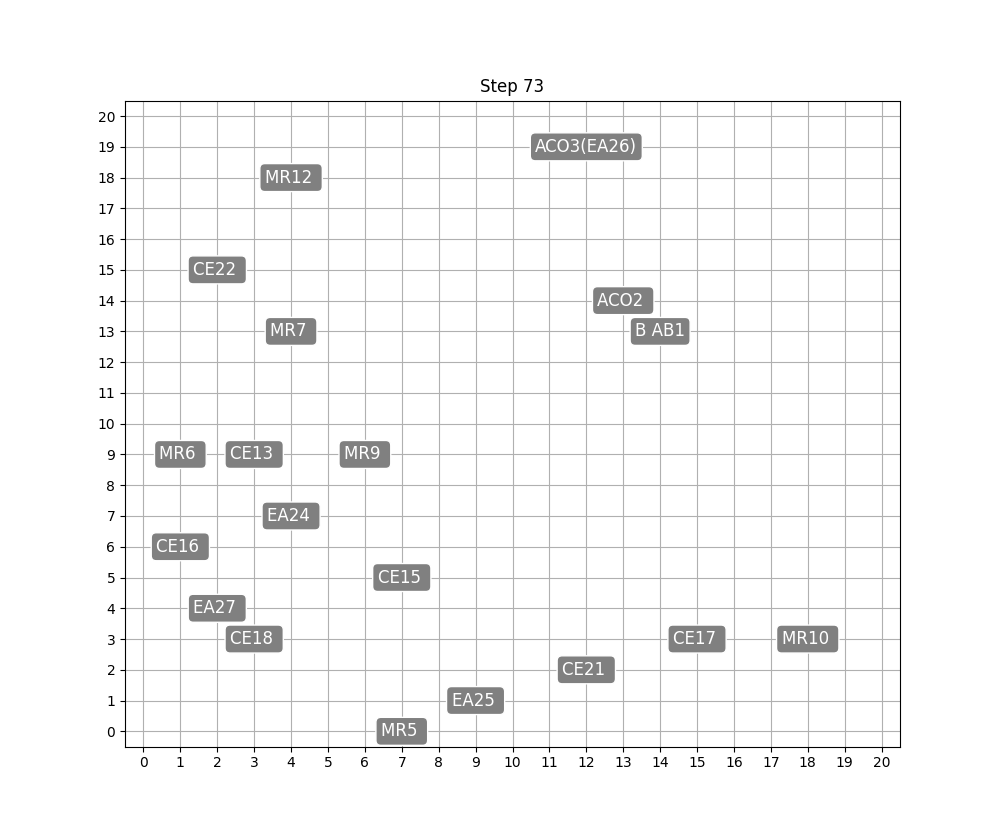 Step 73
20
19
ACO3(EA26)
18
MR12
17
16
15
CE22
14
ACO2
13
MR7
B AB1
12
11
10
9
MR6
CE13
MR9
8
7
EA24
6
CE16
5
CE15
4
EA27
3
CE18
CE17
MR10
2
CE21
1
EA25
0
MR5
0 1 2 3 4 5 6 7 8 9 10 11 12 13 14 15 16 17 18 19 20